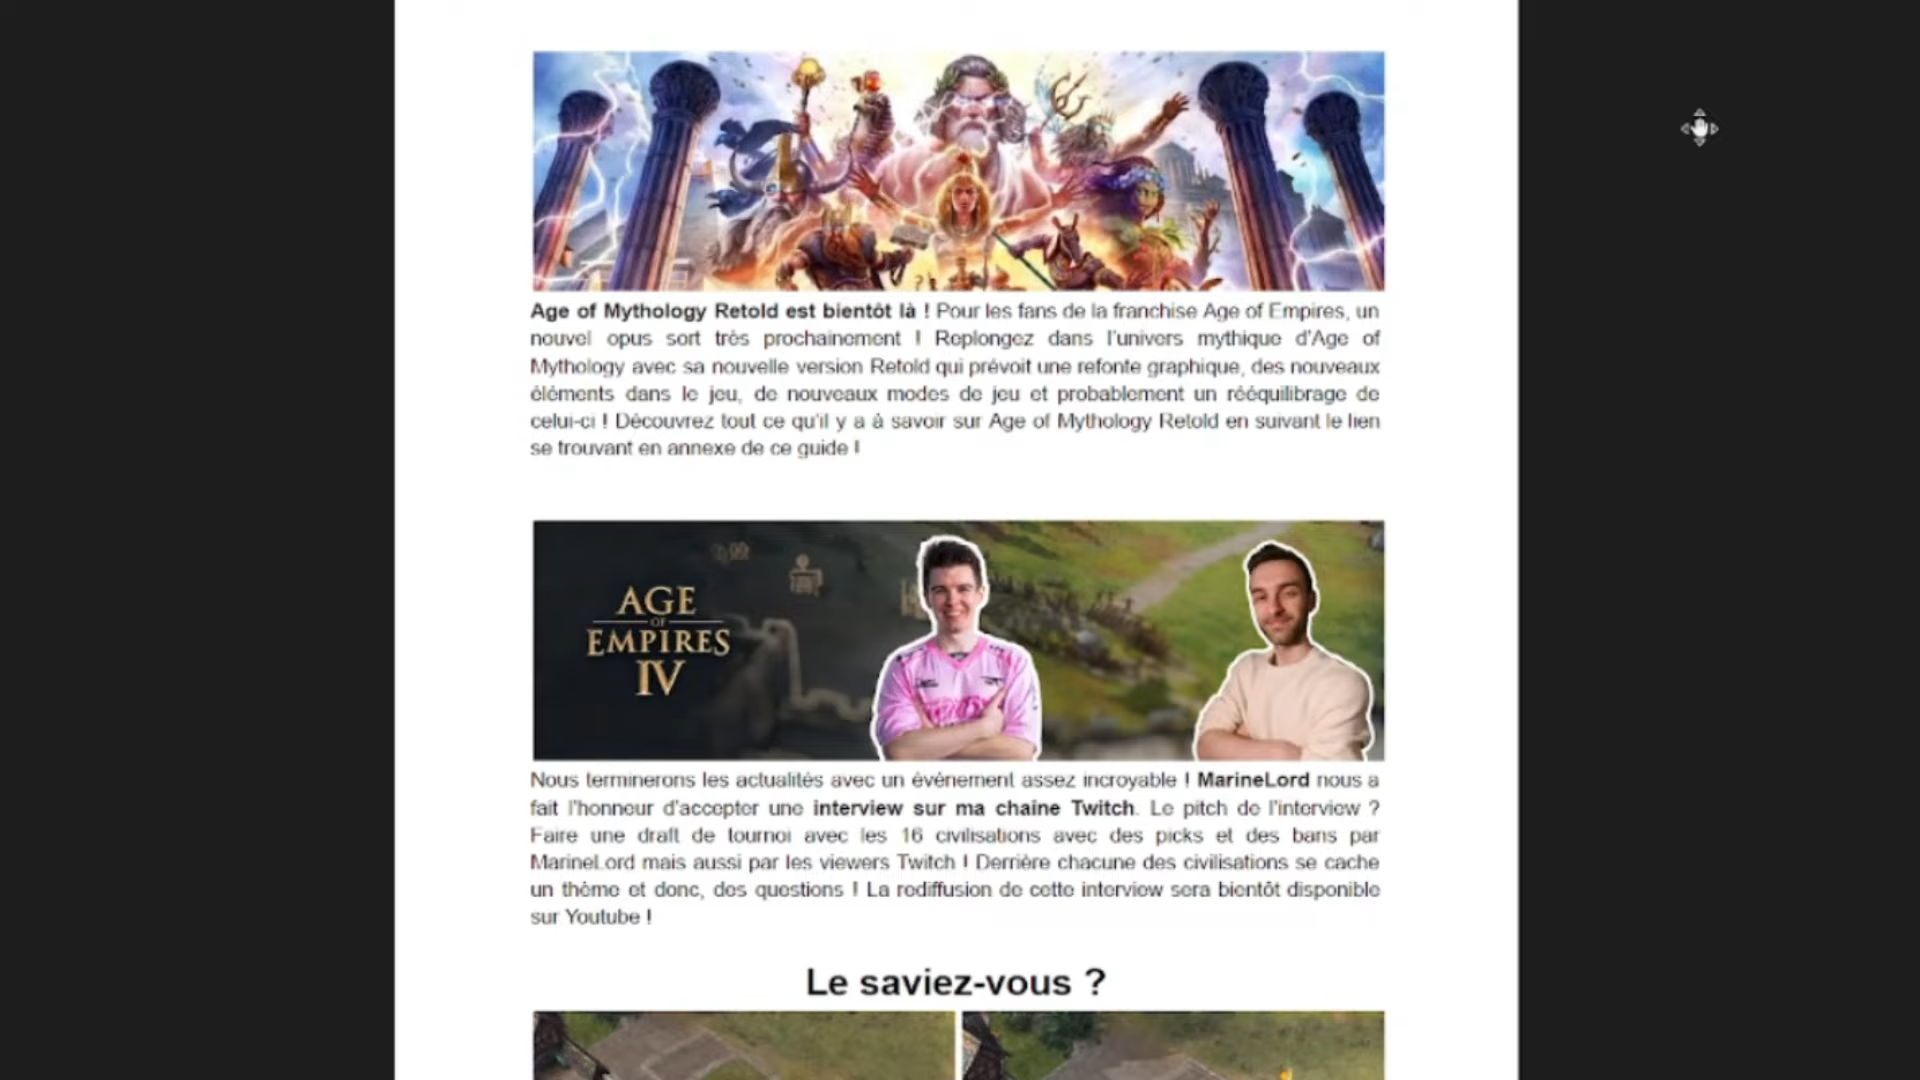 Age of Mythology Retold est bientôt là ! Pour les fans de la franchise Age of Empires, un
nouvel opus sort très prochainement ! Replongez dans l'univers mythique d'Age of
Mythology avec sa nouvelle version Retold qui prévoit une refonte graphique, des nouveaux
éléments dans le jeu, de nouveaux modes de jeu et probablement un rééquilibrage de
celui-ci ! Découvrez tout ce qu'il y a à savoir sur Age of Mythology Retold en suivant le lien
se trouvant en annexe de ce guide !
AGE
OF
EMPIRES
IV
Nous terminerons les actualités avec un événement assez incroyable ! MarineLord nous a
fait l'honneur d'accepter une interview sur ma chaine Twitch. Le pitch de l'interview ?
Faire une draft de tournoi avec les 16 civilisations avec des picks et des bans par
MarineLord mais aussi par les viewers Twitch ! Derrière chacune des civilisations se cache
un thème et donc, des questions ! La rediffusion de cette interview sera bientôt disponible
sur Youtube !
Le saviez-vous ?